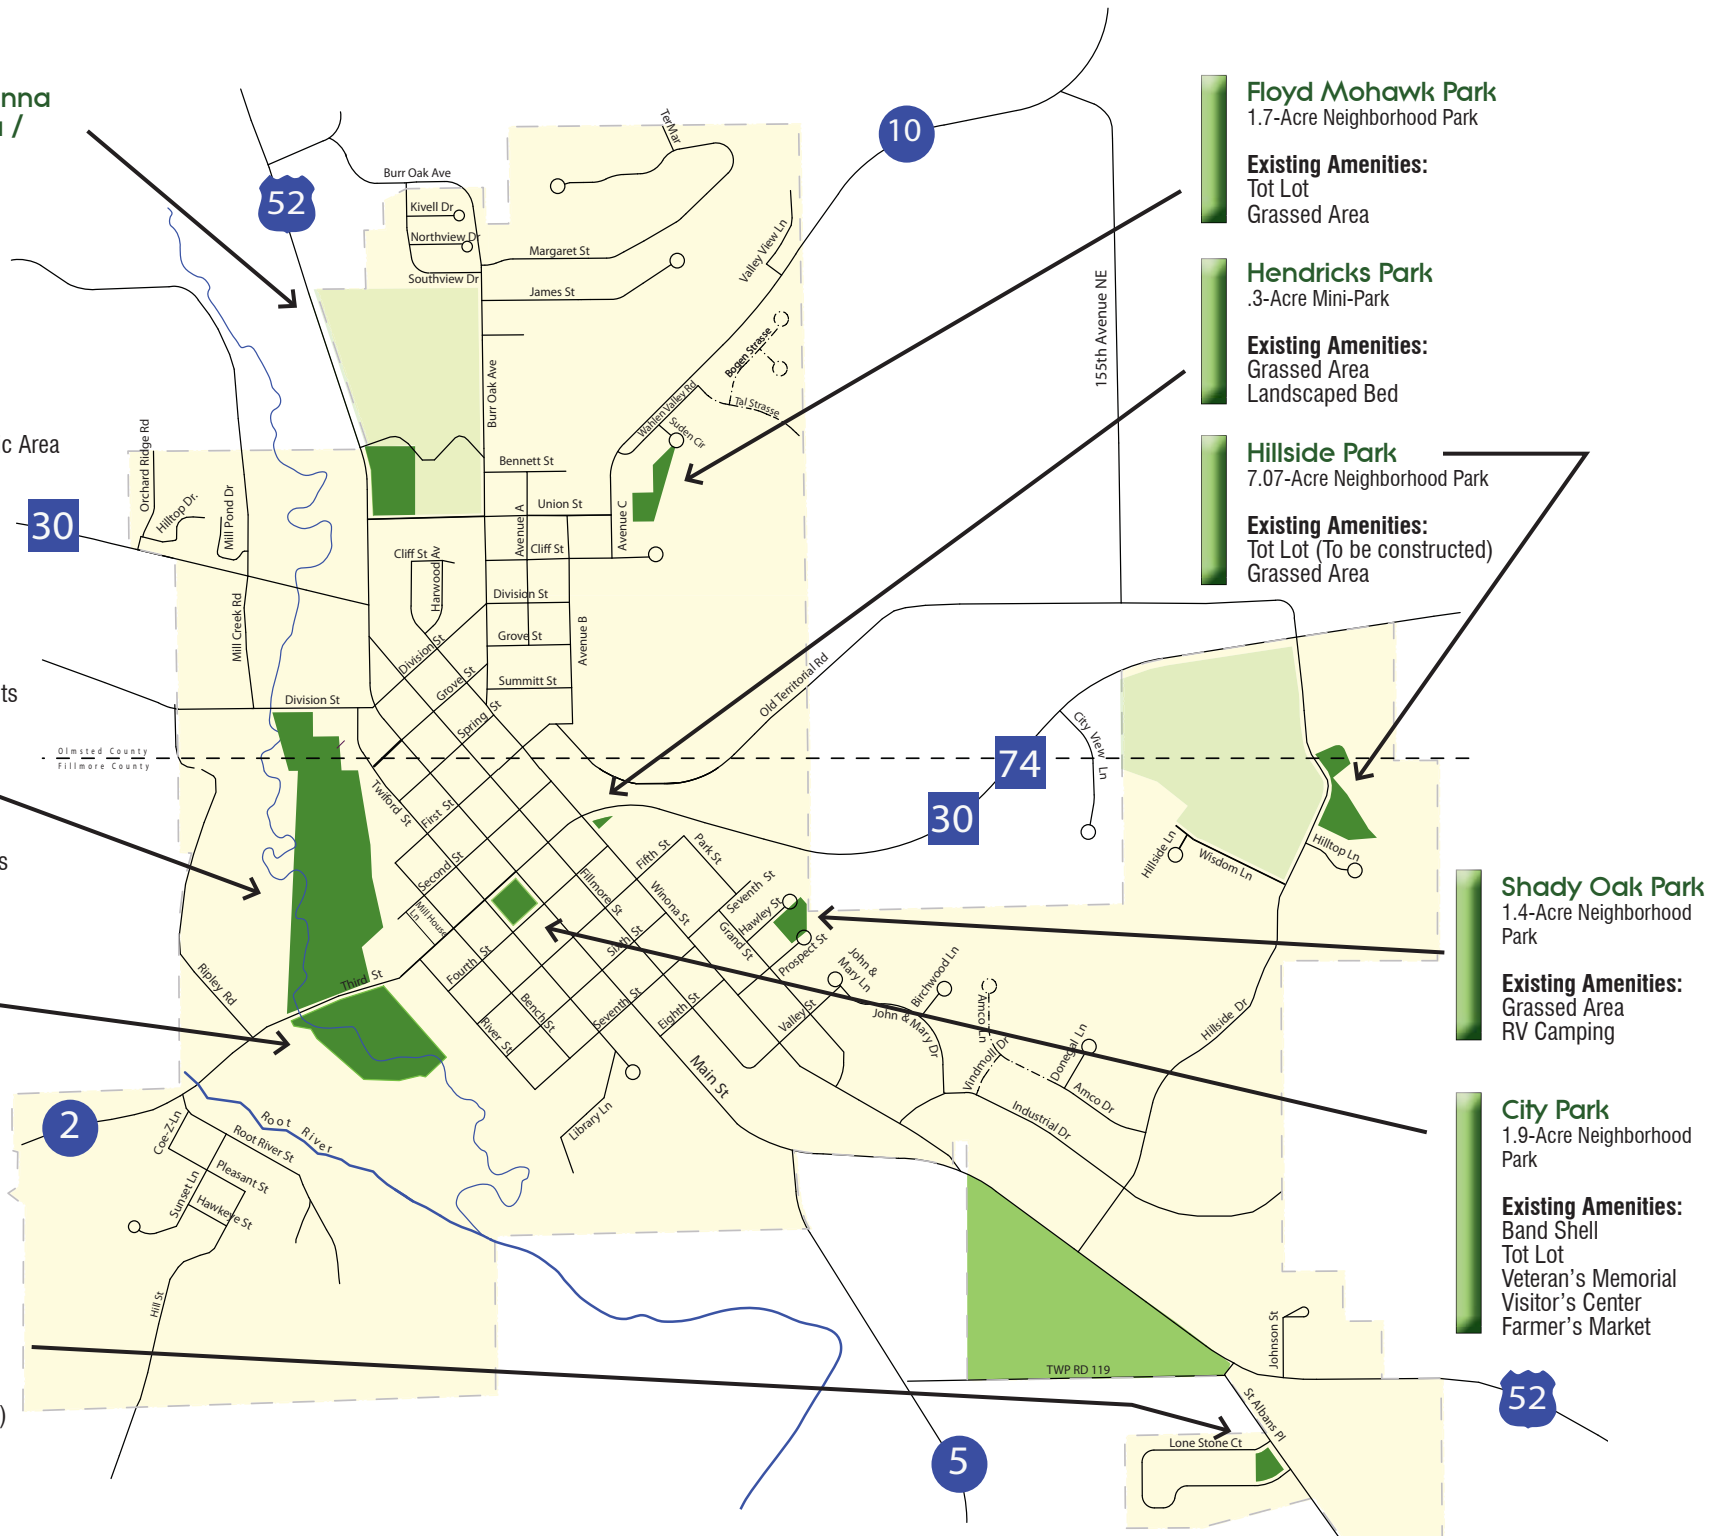 nna
/
c Area
ts
s
)
Floyd Mohawk Park
1.7-Acre Neighborhood Park
Existing Amenities:
Tot Lot
Grassed Area
Hendricks Park
.3-Acre Mini-Park
Existing Amenities:
Grassed Area
Landscaped Bed
Hillside Park
7.07-Acre Neighborhood Park
Existing Amenities:
Tot Lot (To be constructed)
Grassed Area
Shady Oak Park
1.4-Acre Neighborhood
Park
Existing Amenities:
Grassed Area
RV Camping
City Park
1.9-Acre Neighborhood
Park
Existing Amenities:
Band Shell
Tot Lot
Veteran's Memorial
Visitor's Center
Farmer's Market
52
10
30
74
30
2
5
52
TerMar
Burr Oak Ave
Kivell Dr
Northview Dr
Southview Dr
Margaret St
James St
Valley View Ln
155th Avenue NE
Burr Oak Ave
Bogen Strasse
Tal Strasse
Wahlen Valley Rd
Suden Cir
Orchard Ridge Rd
Hilltop Dr.
Mill Pond Dr
Mill Creek Rd
Bennett St
Union St
Avenue A
Avenue C
Cliff St
Cliff St
Harwood Av
Division St
Grove St
Avenue B
Summitt St
Division St
Grove St
Spring St
Division St
Old Territorial Rd
City View Ln
Olmsted County
Fillmore County
Twiford St
First St
Second St
Mill House
Ln
Third St
Fourth St
Fifth St
Park St
Fillmore St
Winona St
Sixth St
Seventh St
Hawley St
Grand St
Prospect St
Hillside Ln
Wisdom Ln
Hilltop Ln
Ripley Rd
River St
Bench St
Seventh St
Eighth St
Valley St
Main St
John &
Mary Ln
Birchwood Ln
John & Mary Dr
Amco Ln
Vindmoll Dr
Donegal Ln
Amco Dr
Industrial Dr
Hillside Dr
Library Ln
Coe-Z-Ln
Root River
Root River St
Pleasant St
Sunset Ln
Hawkeye St
Hill St
TWP RD 119
Johnson St
St Albans Pl
Lone Stone Ct